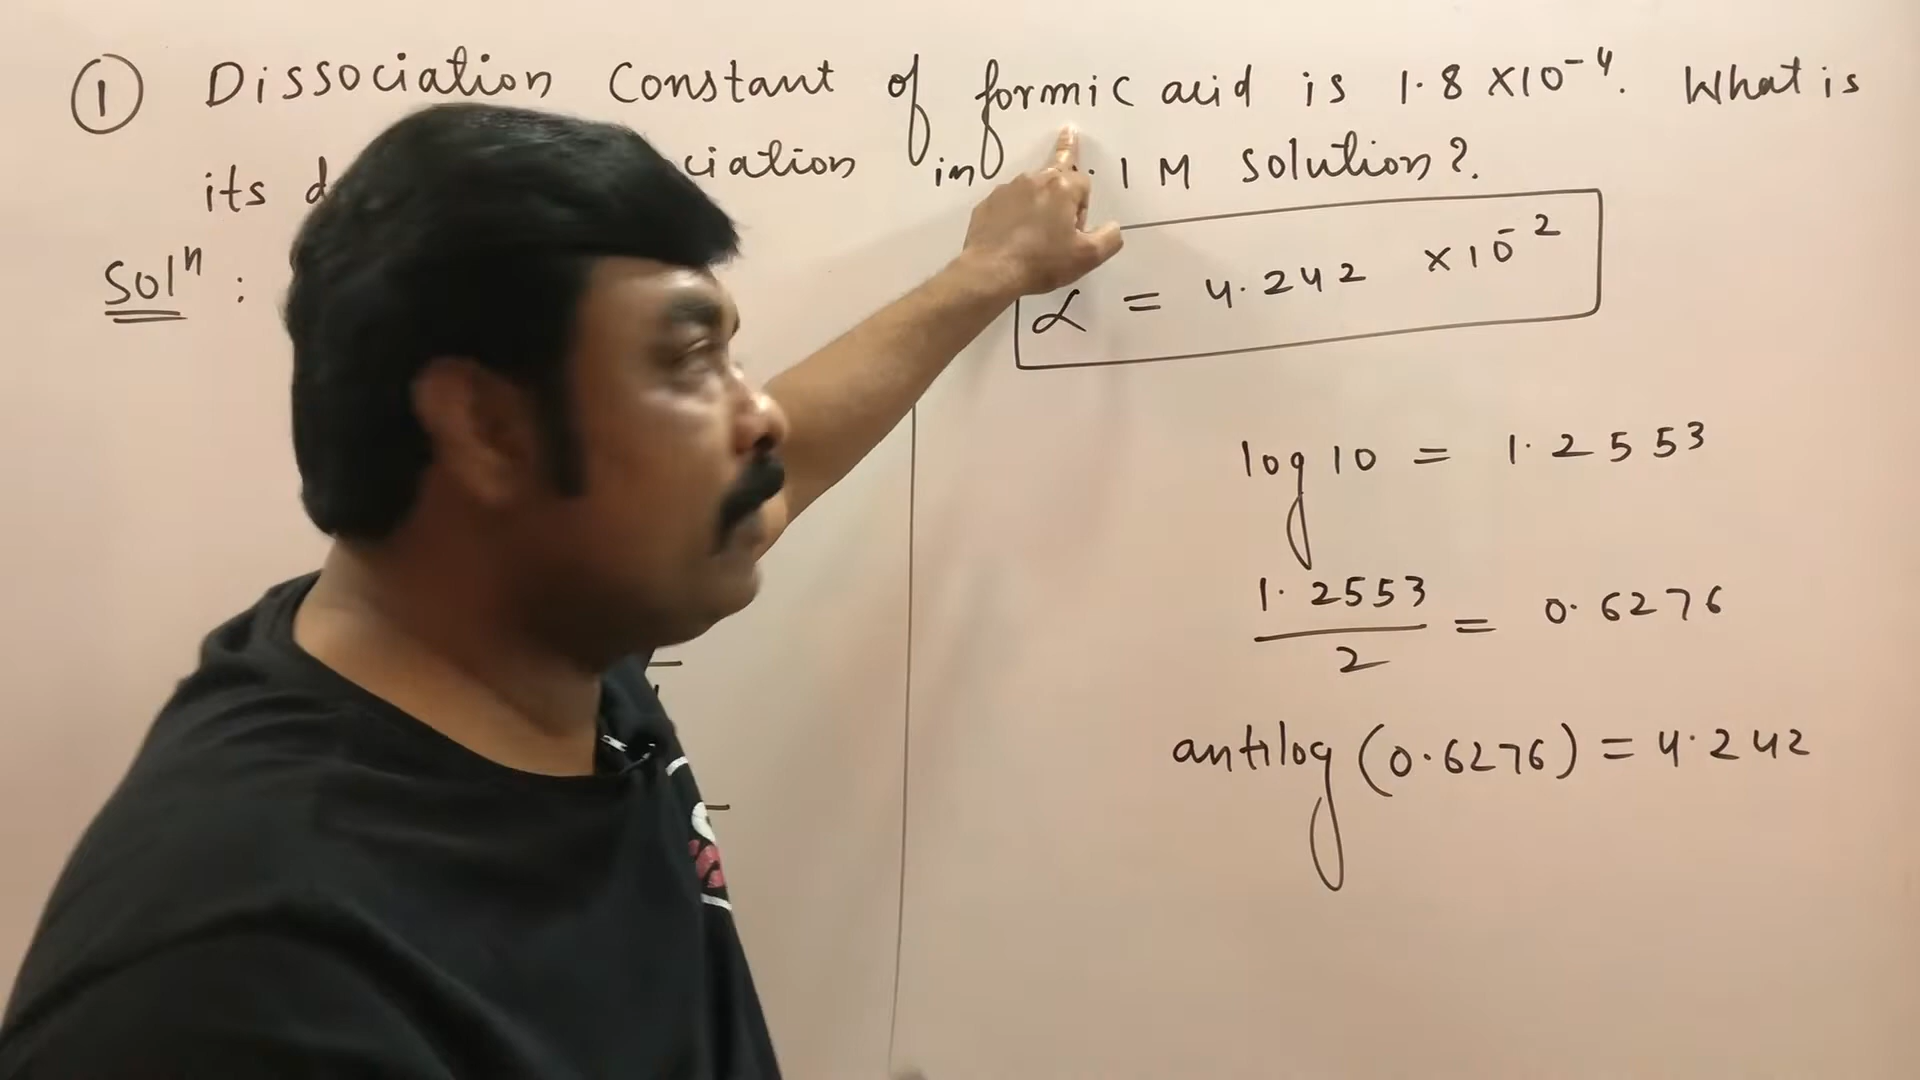 ① Dissociation Constant of formic acid is 1.8 ×10⁻⁴. What is
its ciation in .1 M solution?.
Solⁿ :
α = 4.242 ×10⁻²
log 10 = 1.2553
1.2553 / 2 = 0.6276
antilog (0.6276) = 4.242